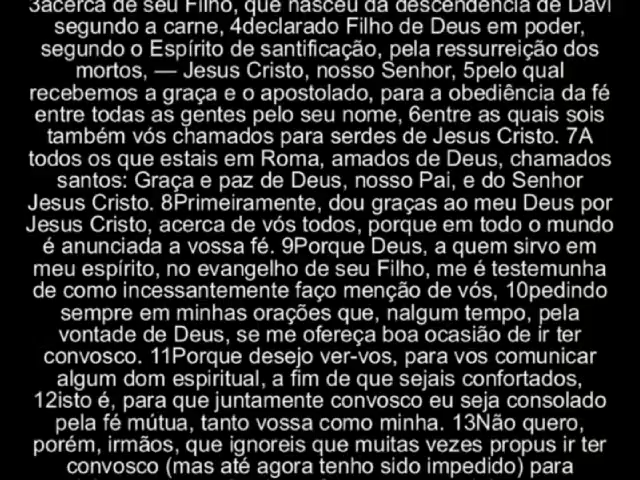 3acerca de seu Filho, que nasceu da descendência de Davi
segundo a carne, 4declarado Filho de Deus em poder,
segundo o Espírito de santificação, pela ressurreição dos
mortos, — Jesus Cristo, nosso Senhor, 5pelo qual
recebemos a graça e o apostolado, para a obediência da fé
entre todas as gentes pelo seu nome, 6entre as quais sois
também vós chamados para serdes de Jesus Cristo. 7A
todos os que estais em Roma, amados de Deus, chamados
santos: Graça e paz de Deus, nosso Pai, e do Senhor
Jesus Cristo. 8Primeiramente, dou graças ao meu Deus por
Jesus Cristo, acerca de vós todos, porque em todo o mundo
é anunciada a vossa fé. 9Porque Deus, a quem sirvo em
meu espírito, no evangelho de seu Filho, me é testemunha
de como incessantemente faço menção de vós, 10pedindo
sempre em minhas orações que, nalgum tempo, pela
vontade de Deus, se me ofereça boa ocasião de ir ter
convosco. 11Porque desejo ver-vos, para vos comunicar
algum dom espiritual, a fim de que sejais confortados,
12isto é, para que juntamente convosco eu seja consolado
pela fé mútua, tanto vossa como minha. 13Não quero,
porém, irmãos, que ignoreis que muitas vezes propus ir ter
convosco (mas até agora tenho sido impedido) para